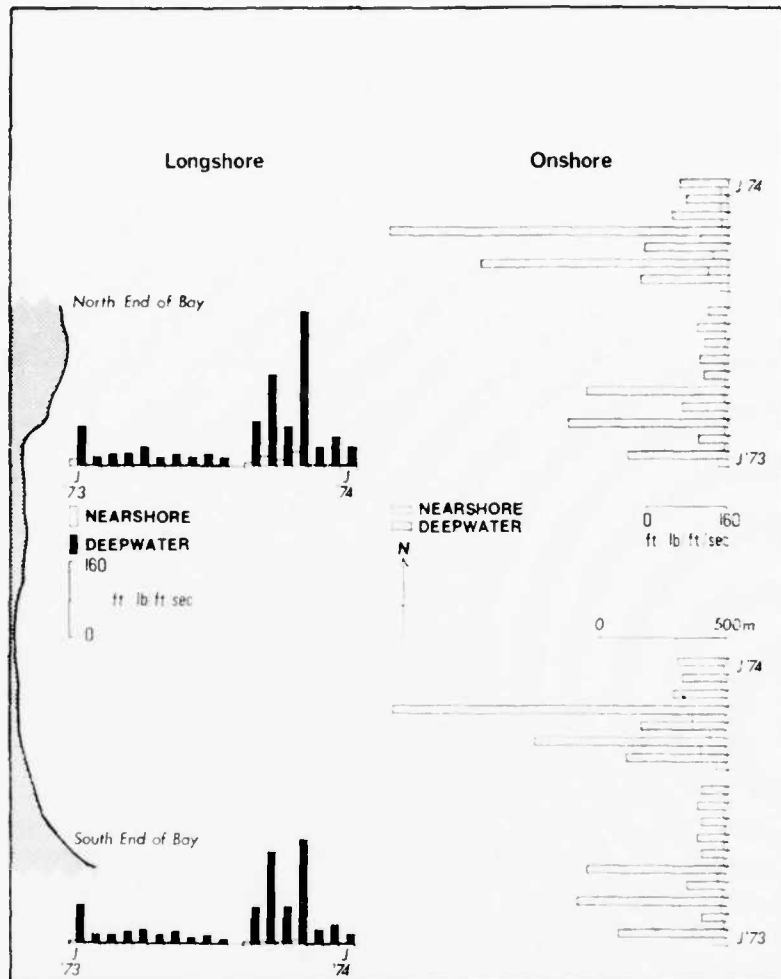 Longshore
Onshore
J '74
North End of Bay
J '73
J
'73
J
'74
NEARSHORE
DEEPWATER
160
ft lb/ft/sec
0
NEARSHORE
DEEPWATER
N
0 160
ft lb/ft/sec
0 500m
J '74
South End of Bay
J '73
J
'73
J
'74